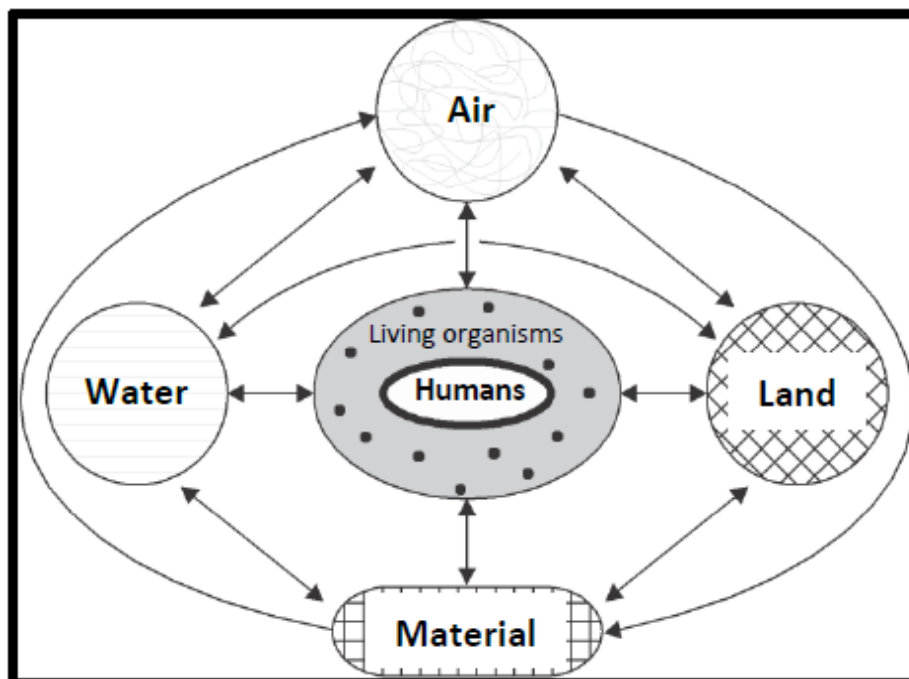 Air
Living organisms
Humans
Water
Land
Material